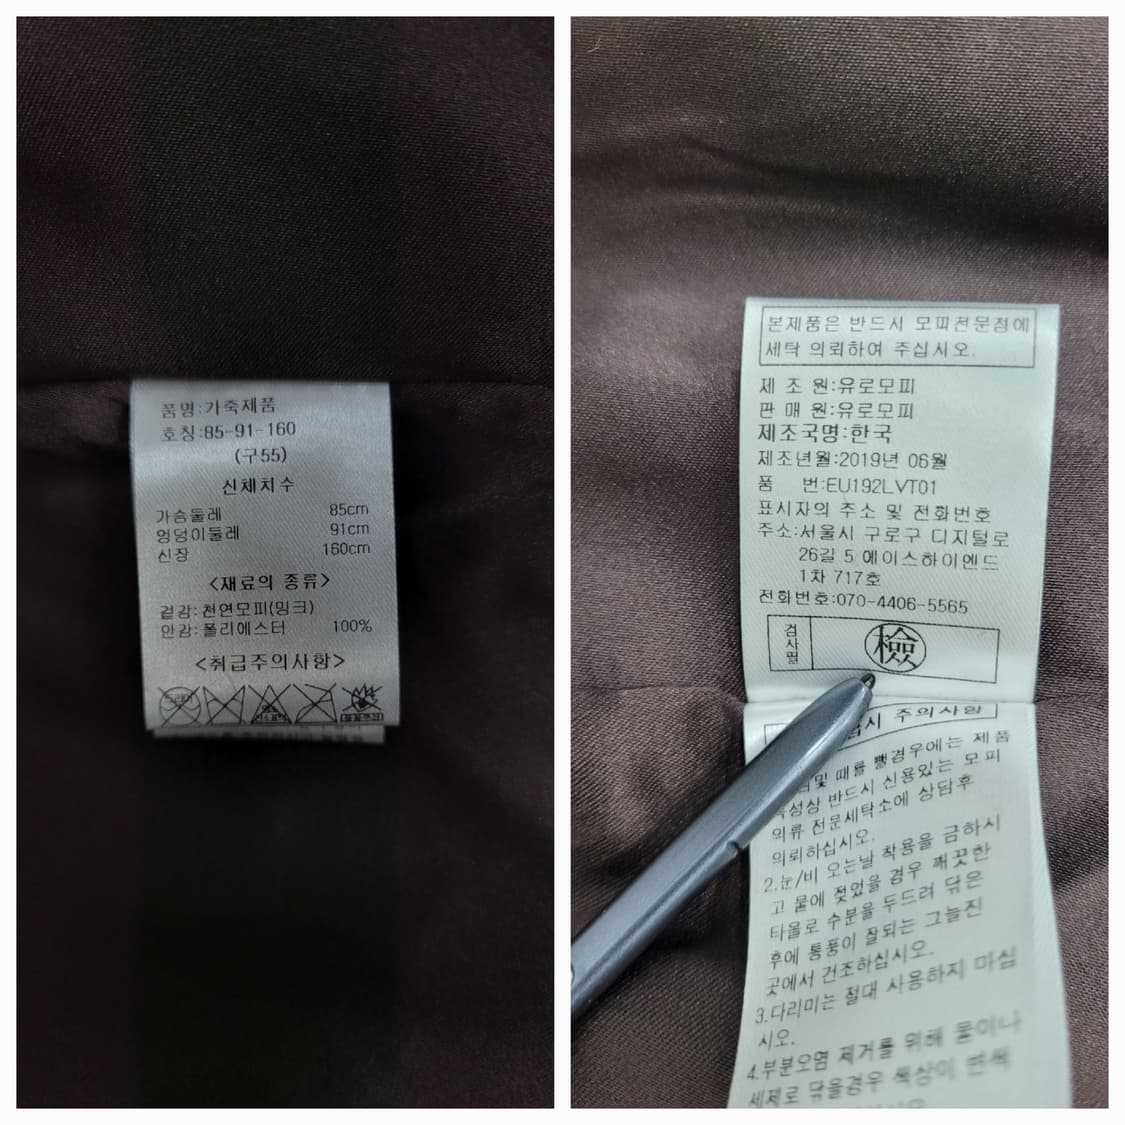 품명:가죽제품
호칭:85-91-160
(구55)
신체치수
가슴둘레 85cm
엉덩이둘레 91cm
신장 160cm
<재료의 종류>
겉감:천연모피(밍크)
안감:폴리에스터 100%
<취급주의사항>
본제품은 반드시 모피전문점에
세탁 의뢰하여 주십시오.
제 조 원:유로모피
판 매 원:유로모피
제조국명:한국
제조년월:2019년 06월
품 번:EU192LVT01
표시자의 주소 및 전화번호
주소:서울시 구로구 디지털로
26길 5 에이스하이엔드
1차 717호
전화번호:070-4406-5565
검사필 檢
주의사항
및 때를 뺄경우에는 제품
특성상 반드시 신용있는 모피
의류 전문세탁소에 상담후
의뢰하십시오.
2.눈/비 오는날 착용을 금하시
고 물에 젖었을 경우 깨끗한
타올로 수분을 두드려 닦은
후에 통풍이 잘되는 그늘진
곳에서 건조하십시오.
3.다리미는 절대 사용하지 마십
시오.
4.부분오염 제거를 위해 물이나
세제로 닦을경우 색상이 변색